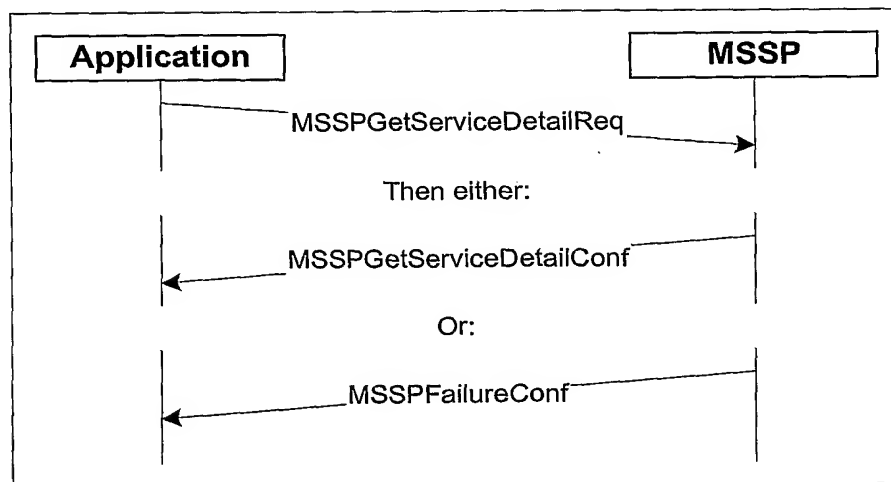 Application
MSSP
MSSPGetServiceDetailReq
Then either:
MSSPGetServiceDetailConf
Or:
MSSPFailureConf